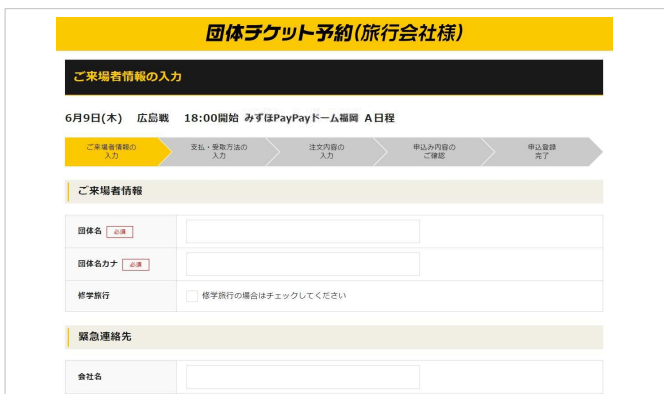 団体チケット予約(旅行会社様)
ご来場者情報の入力
6月9日(木) 広島戦 18:00開始 みずほPayPayドーム福岡 A日程
ご来場者情報の
入力
支払・受取方法の
入力
注文内容の
入力
申込み内容の
ご確認
申込登録
完了
ご来場者情報
団体名 必須
団体名カナ 必須
修学旅行 修学旅行の場合はチェックしてください
緊急連絡先
会社名